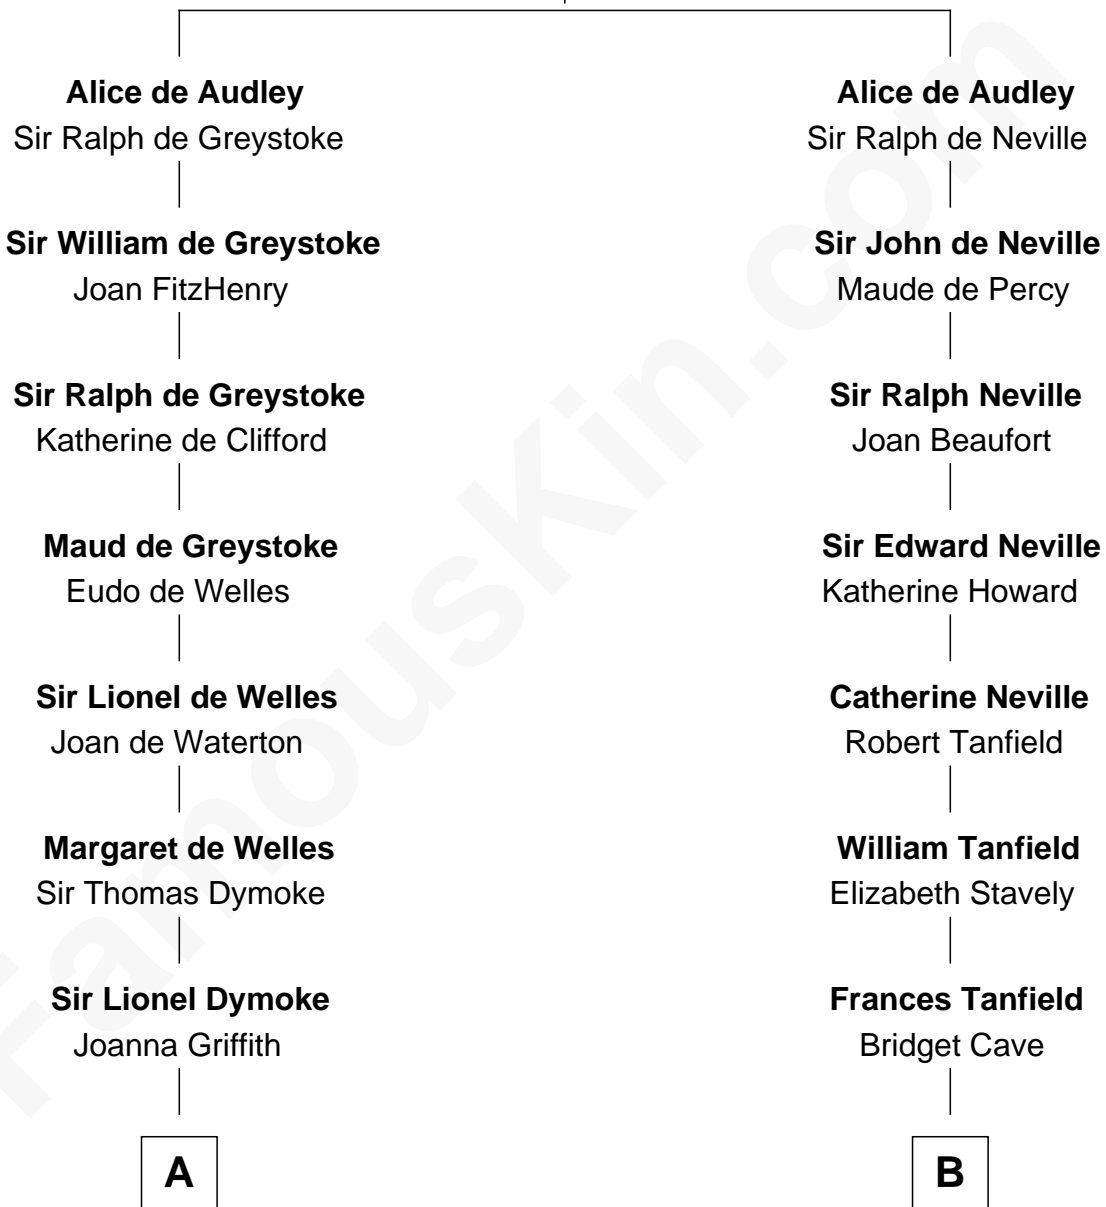 Alice de Audley
Sir Ralph de Greystoke
Sir William de Greystoke
Joan FitzHenry
Sir Ralph de Greystoke
Katherine de Clifford
Maud de Greystoke
Eudo de Welles
Sir Lionel de Welles
Joan de Waterton
Margaret de Welles
Sir Thomas Dymoke
Sir Lionel Dymoke
Joanna Griffith
A
Alice de Audley
Sir Ralph de Neville
Sir John de Neville
Maude de Percy
Sir Ralph Neville
Joan Beaufort
Sir Edward Neville
Katherine Howard
Catherine Neville
Robert Tanfield
William Tanfield
Elizabeth Stavely
Frances Tanfield
Bridget Cave
B
FamousKin.com